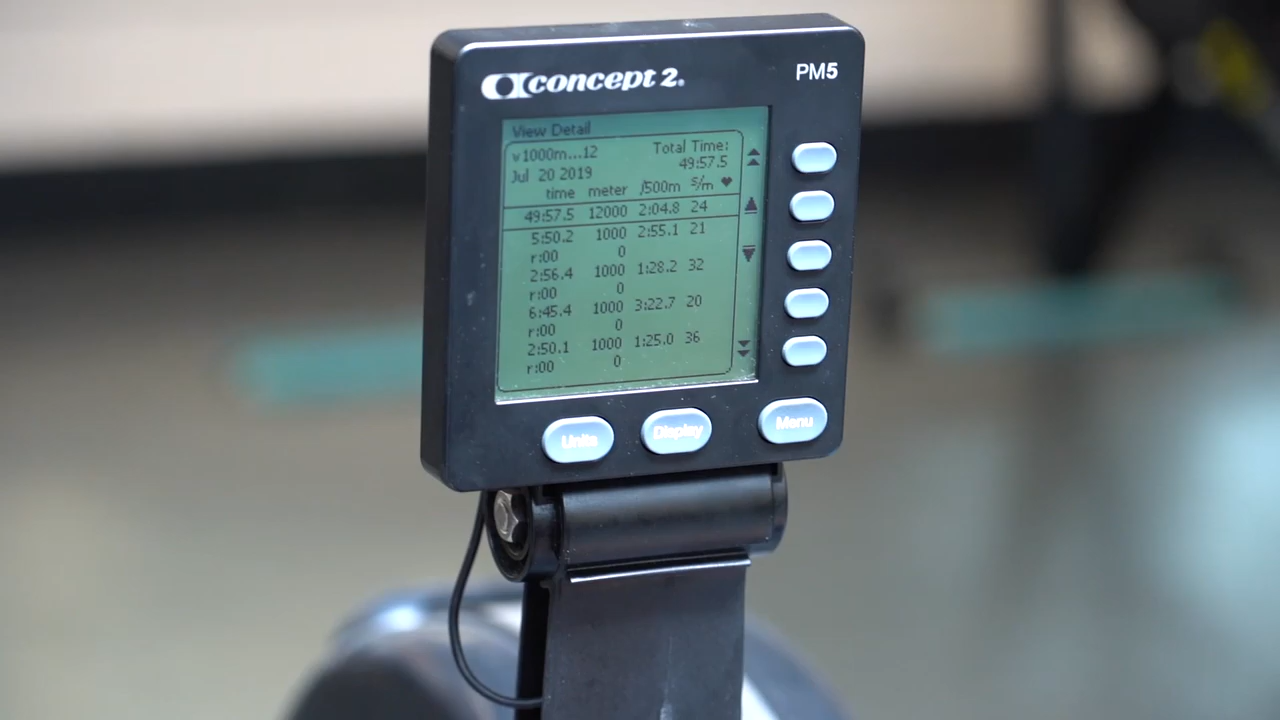 concept 2.
PM5
View Detail
v1000m...12 Total Time:
Jul 20 2019 49:57.5
time meter /500m s/m ♥
49:57.5 12000 2:04.8 24
5:50.2 1000 2:55.1 21
r:00 0
2:56.4 1000 1:28.2 32
r:00 0
6:45.4 1000 3:22.7 20
r:00 0
2:50.1 1000 1:25.0 36
r:00 0
Units Display Menu